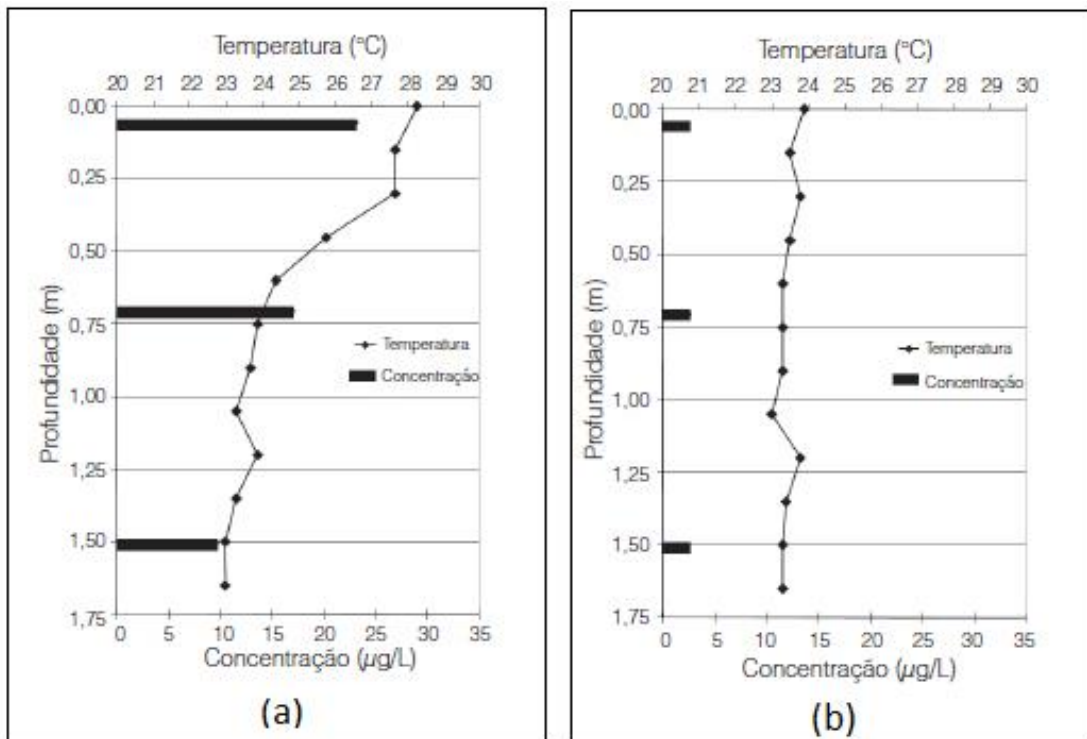 Temperatura (°C)
20 21 22 23 24 25 26 27 28 29 30
0,00
0,25
0,50
0,75
1,00
1,25
1,50
1,75
Profundidade (m)
Temperatura
Concentração
0 5 10 15 20 25 30 35
Concentração (µg/L)
(a)
Temperatura (°C)
20 21 22 23 24 25 26 27 28 29 30
0,00
0,25
0,50
0,75
1,00
1,25
1,50
1,75
Profundidade (m)
Temperatura
Concentração
0 5 10 15 20 25 30 35
Concentração (µg/L)
(b)